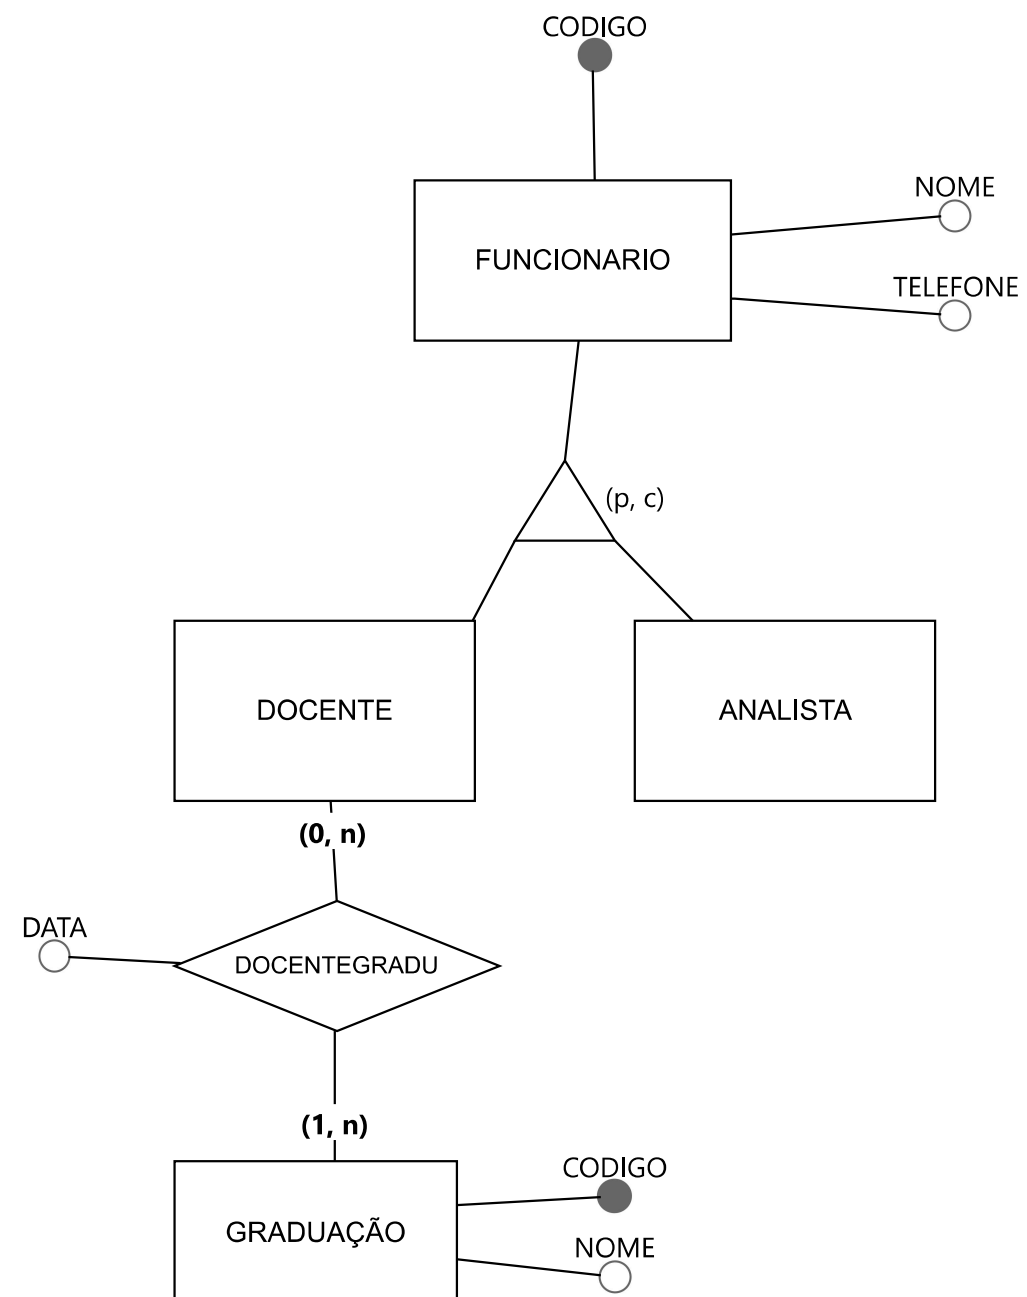 CODIGO
NOME
FUNCIONARIO
TELEFONE
(p, c)
DOCENTE
ANALISTA
(0, n)
DATA
DOCENTEGRADU
(1, n)
CODIGO
GRADUAÇÃO
NOME